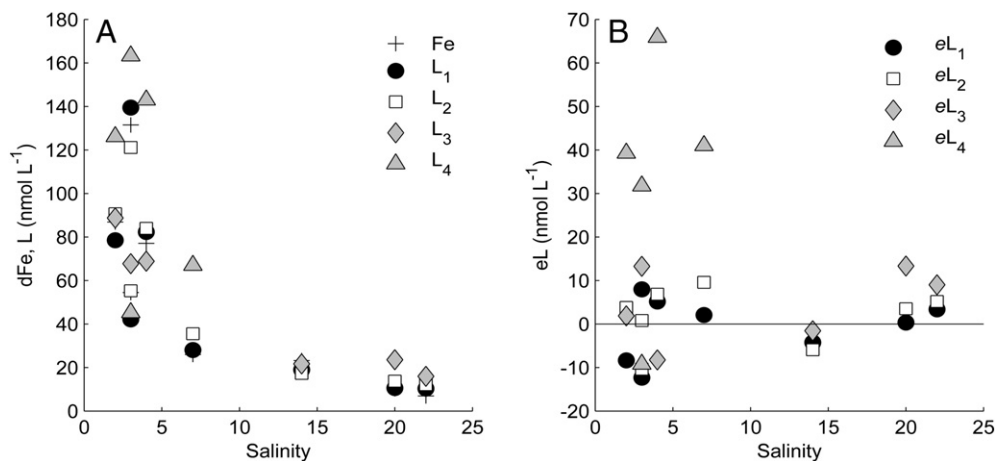 A
180
160
140
120
100
80
60
40
20
0
dFe, L (nmol L⁻¹)
Fe
L₁
L₂
L₃
L₄
0 5 10 15 20 25
Salinity
B
70
60
50
40
30
20
10
0
-10
-20
eL (nmol L⁻¹)
eL₁
eL₂
eL₃
eL₄
0 5 10 15 20 25
Salinity